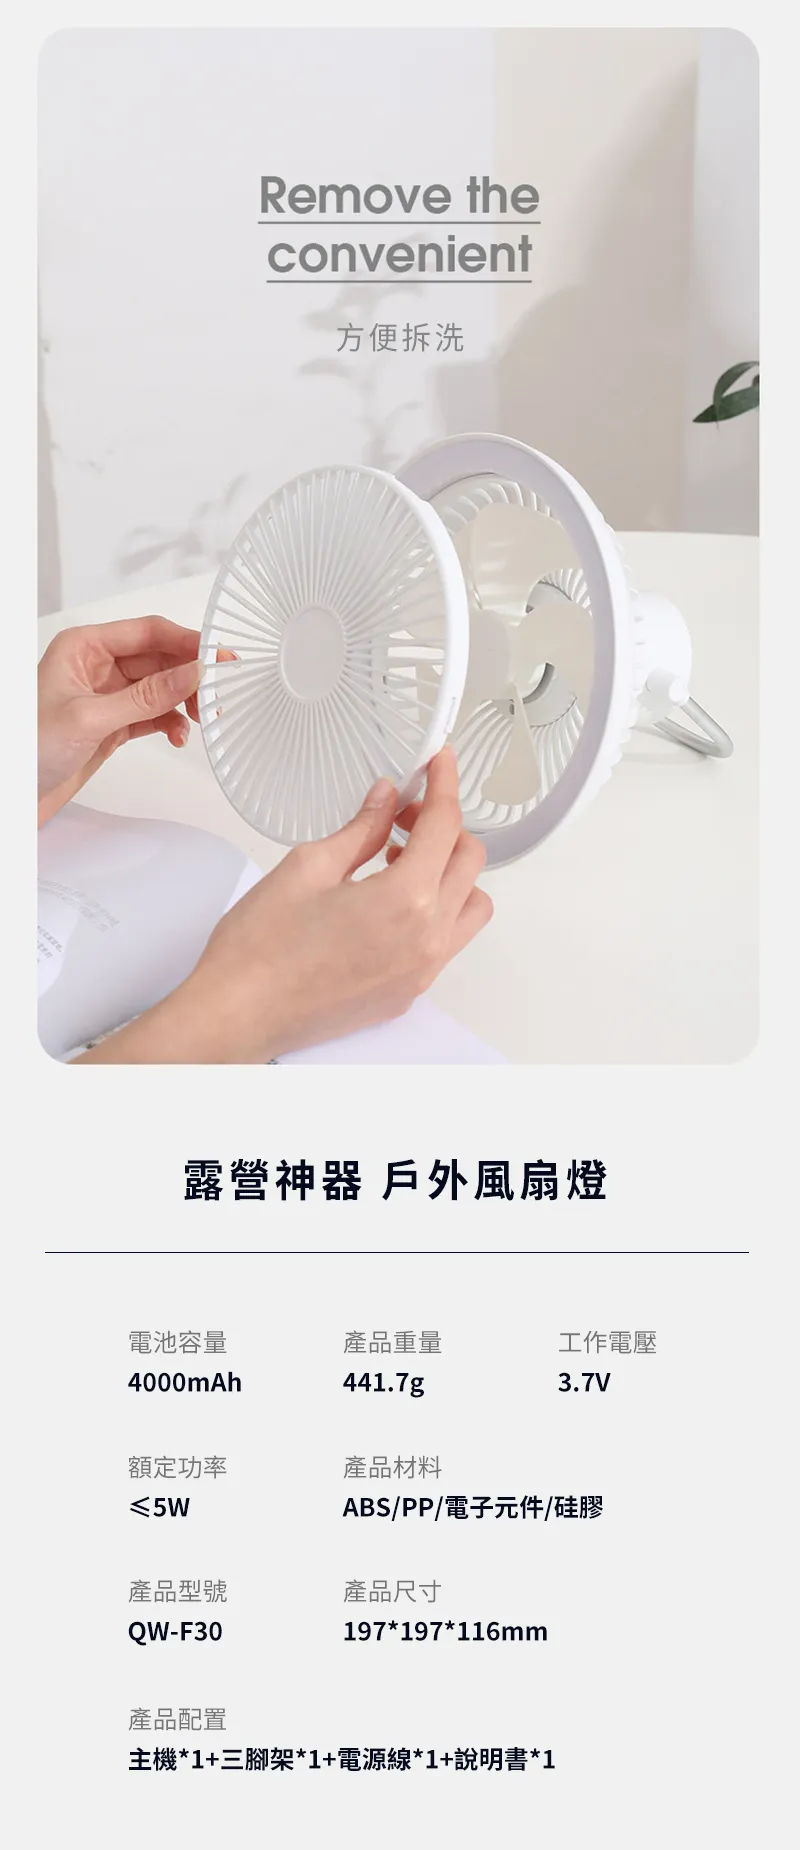 Remove the
convenient
方便拆洗
露營神器 戶外風扇燈
電池容量
4000mAh
產品重量
441.7g
工作電壓
3.7V
額定功率
≤5W
產品材料
ABS/PP/電子元件/硅膠
產品型號
QW-F30
產品尺寸
197*197*116mm
產品配置
主機*1+三腳架*1+電源線*1+說明書*1